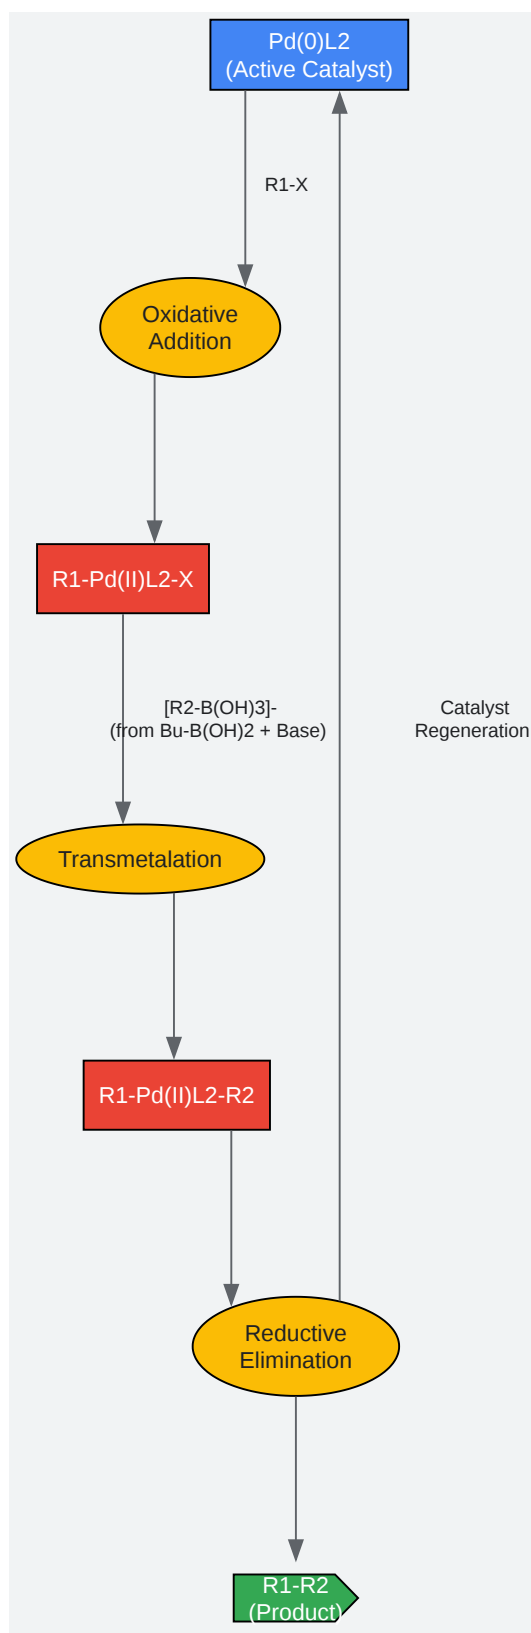 Pd(0)L2
(Active Catalyst)
R1-X
Oxidative
Addition
R1-Pd(II)L2-X
[R2-B(OH)3]-
(from Bu-B(OH)2 + Base)
Catalyst
Regeneration
Transmetalation
R1-Pd(II)L2-R2
Reductive
Elimination
R1-R2
(Product)